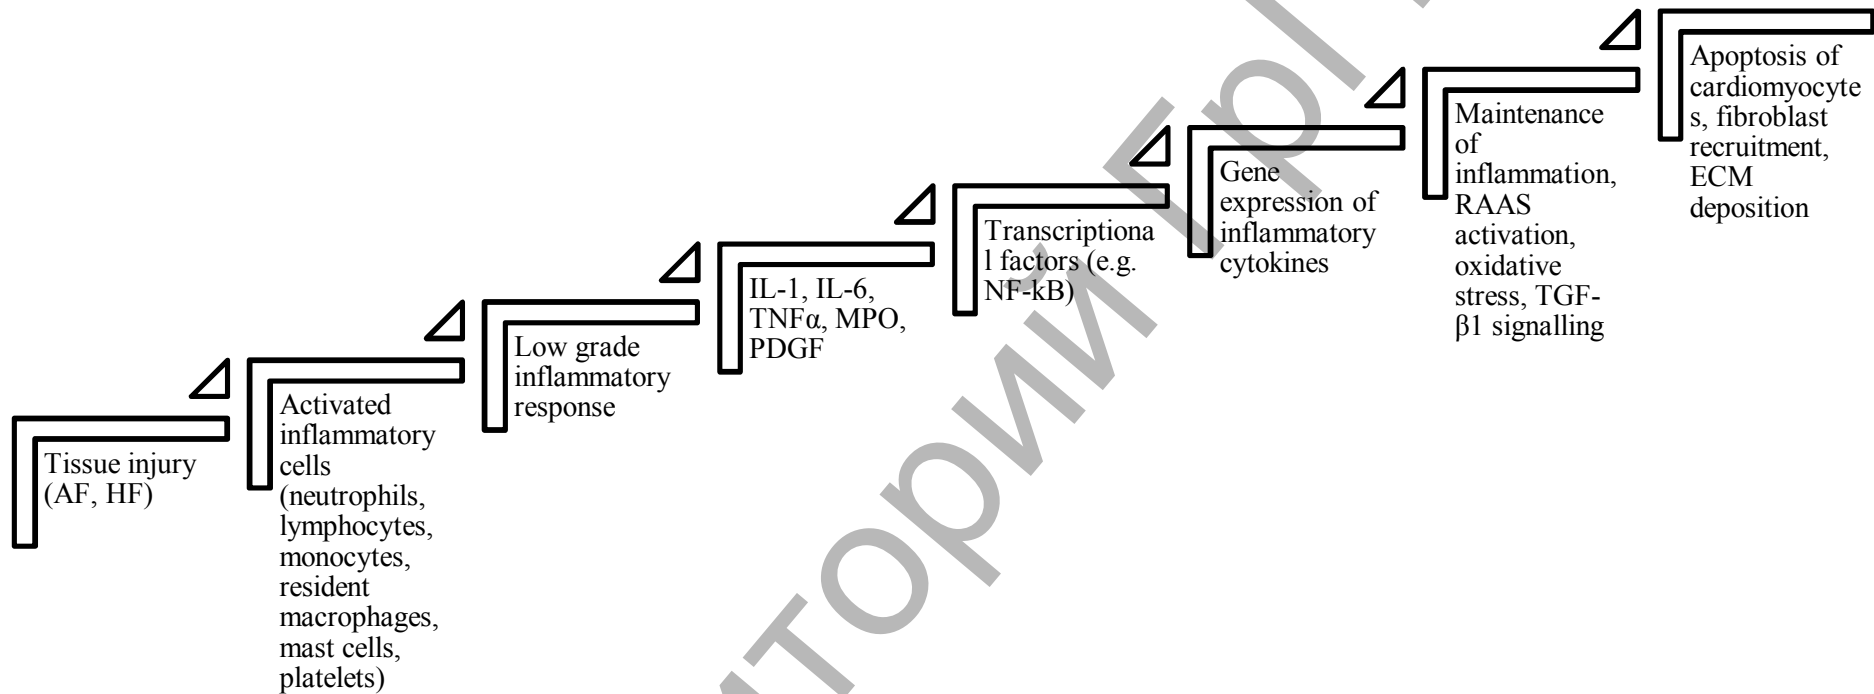 Tissue injury
(AF, HF)
Activated
inflammatory
cells
(neutrophils,
lymphocytes,
monocytes,
resident
macrophages,
mast cells,
platelets)
Low grade
inflammatory
response
IL-1, IL-6,
TNFα, MPO,
PDGF
Transcriptiona
l factors (e.g.
NF-kB)
Gene
expression of
inflammatory
cytokines
Maintenance
of
inflammation,
RAAS
activation,
oxidative
stress, TGF-
β1 signalling
Apoptosis of
cardiomyocyte
s, fibroblast
recruitment,
ECM
deposition